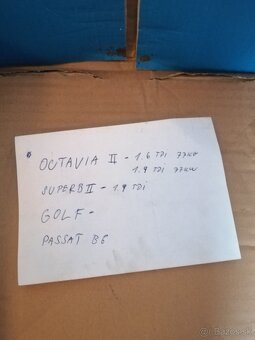 * OCTAVIA II - 1.6 TDI 77KW
1.9 TDI 77KW
SUPERB II - 1.9 TDI
GOLF -
PASSAT B6